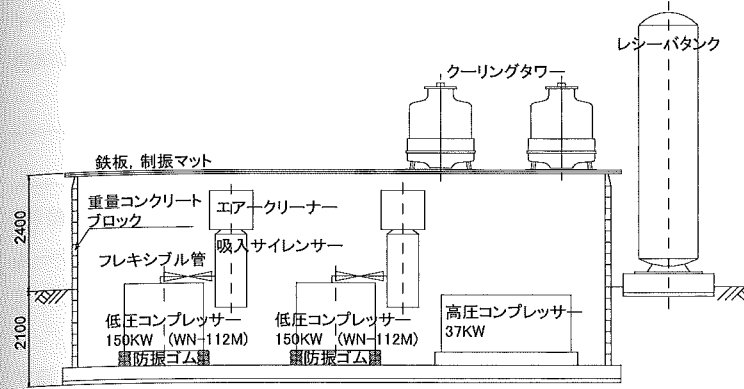 レシーバタンク
クーリングタワー
鉄板，制振マット
重量コンクリート
ブロック
エアークリーナー
吸入サイレンサー
フレキシブル管
2400
2100
低圧コンプレッサー
150KW (WN-112M)
防振ゴム
低圧コンプレッサー
150KW (WN-112M)
防振ゴム
高圧コンプレッサー
37KW